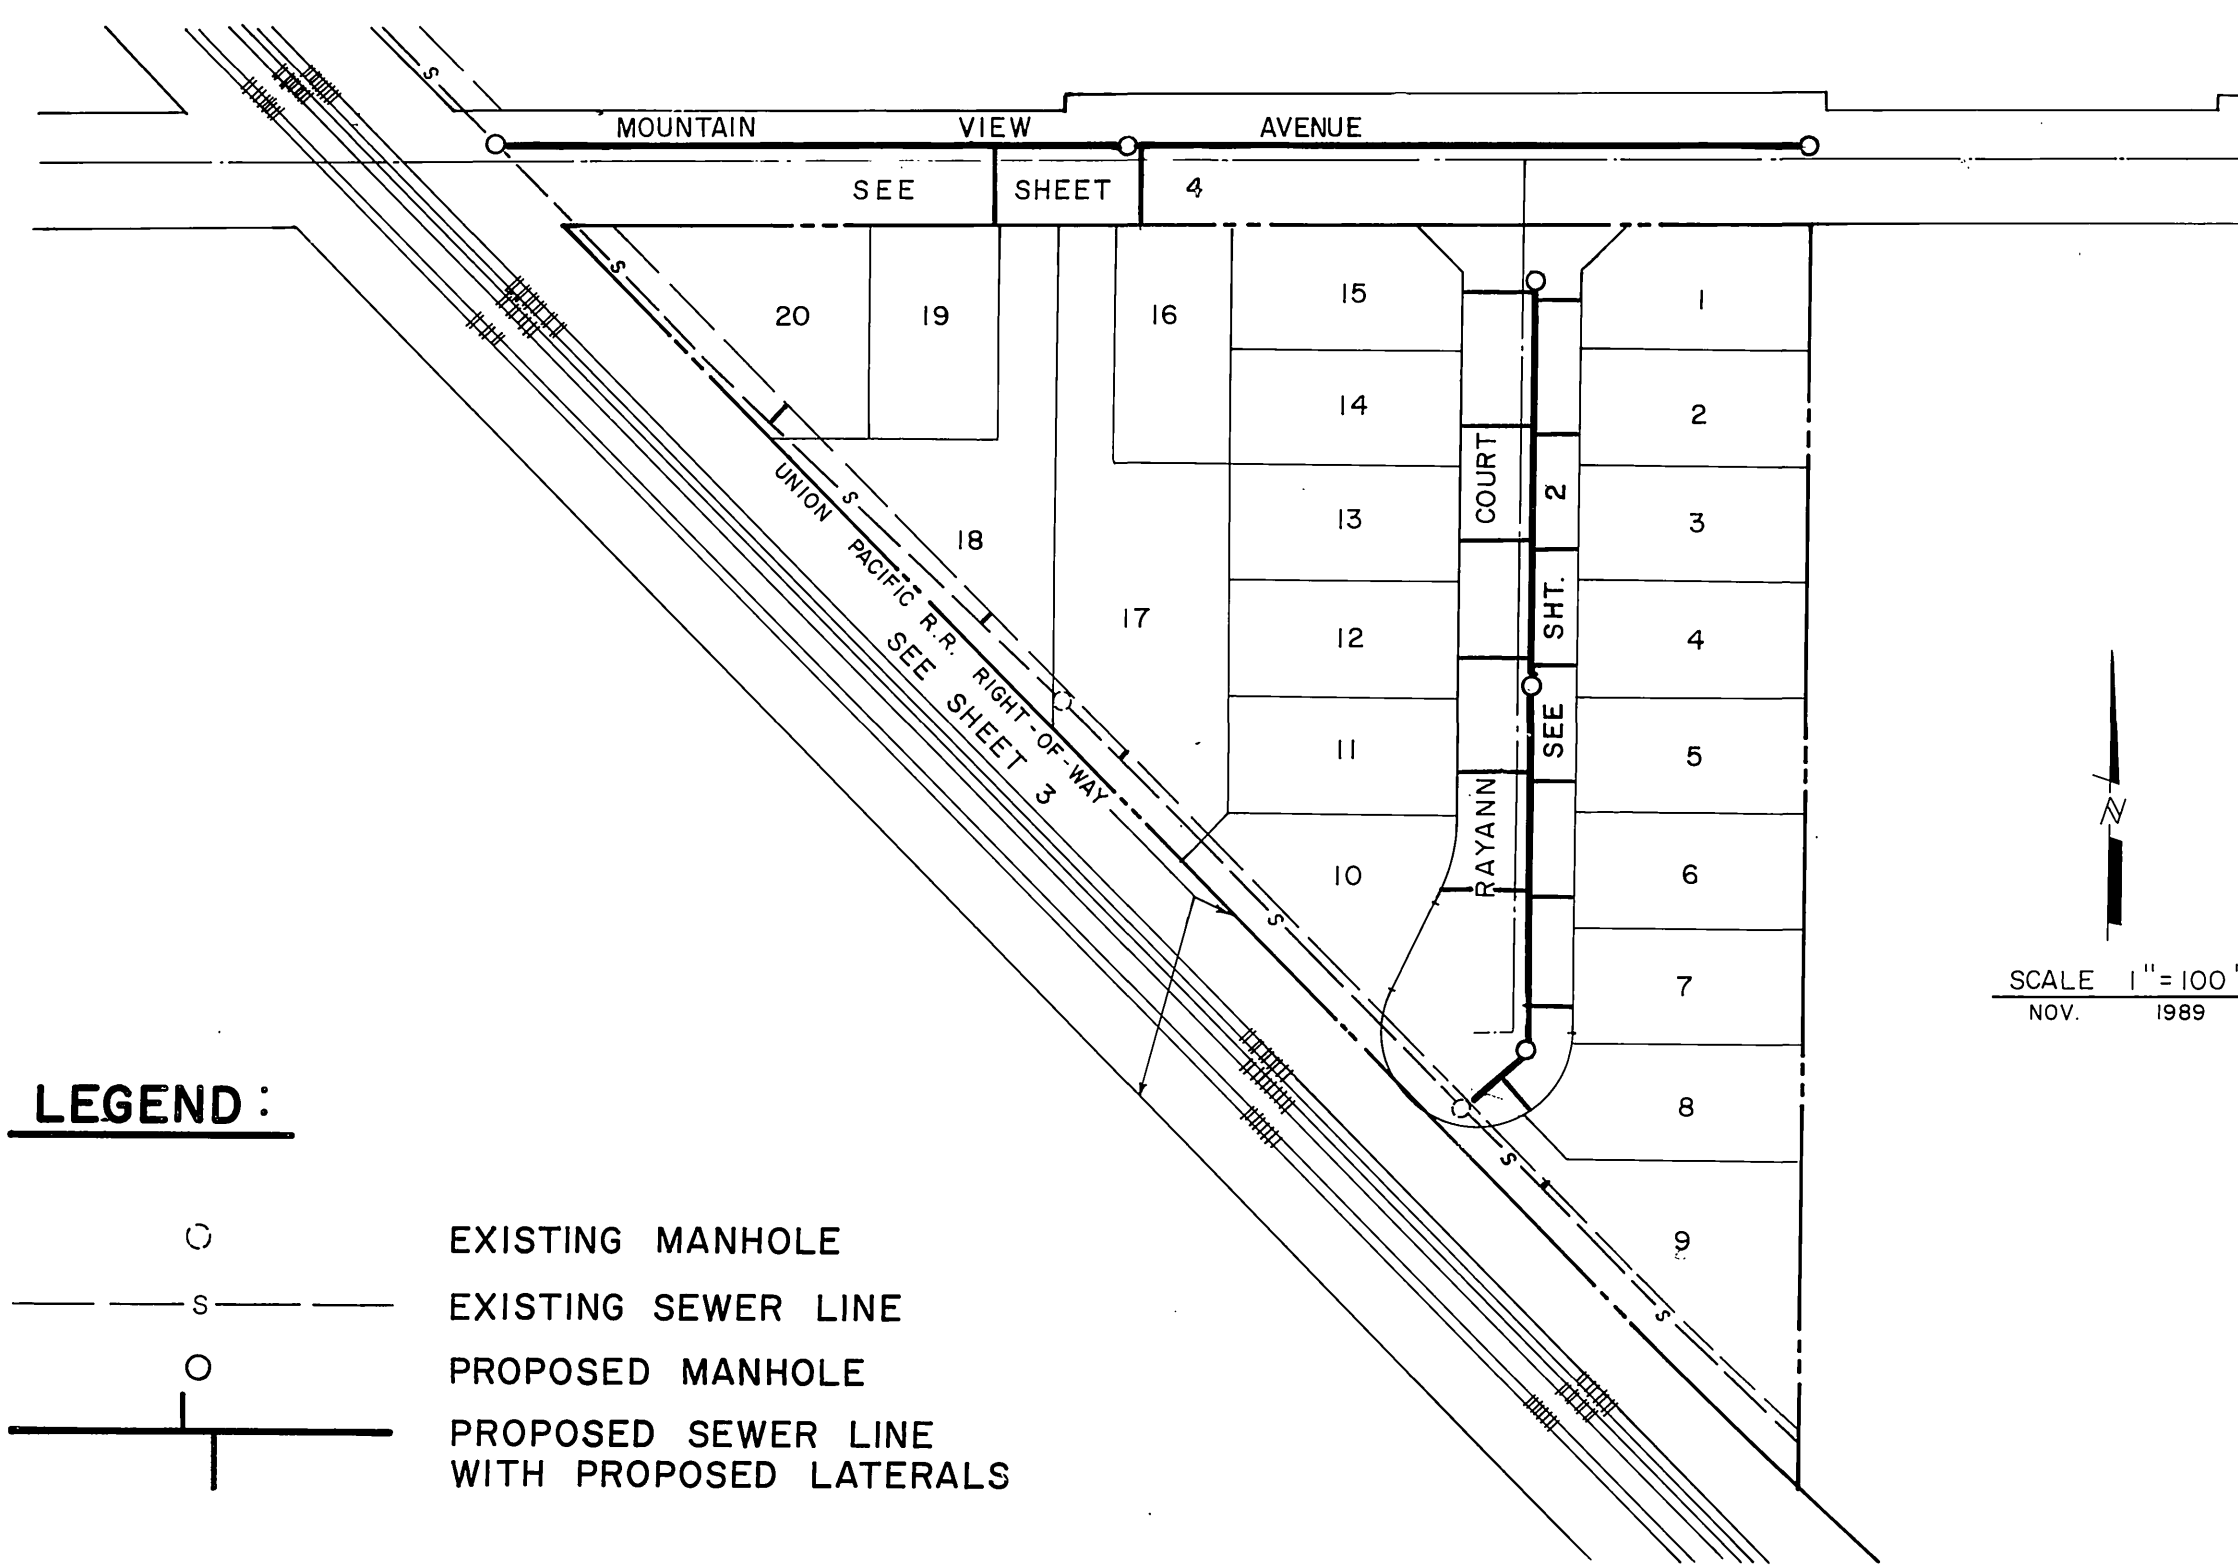 S
MOUNTAIN VIEW AVENUE
SEE SHEET 4
S
20
19
16
15
1
14
2
COURT
2
S
13
3
18
SHT.
17
12
4
UNION PACIFIC R.R. RIGHT-OF-WAY
SEE SHEET 3
SEE
11
5
RAYANN
10
6
S
7
N
SCALE 1"=100'
NOV. 1989
8
S
9
S
LEGEND:
EXISTING MANHOLE
S EXISTING SEWER LINE
PROPOSED MANHOLE
PROPOSED SEWER LINE
WITH PROPOSED LATERALS